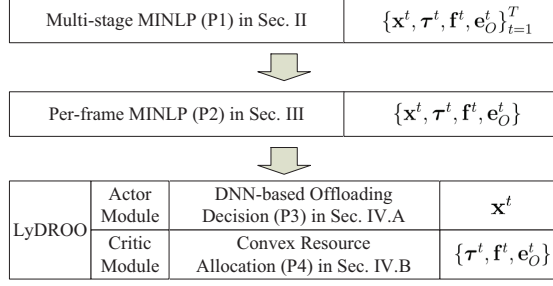 Multi-stage MINLP (P1) in Sec. II
{x^t, τ^t, f^t, e_O^t}_{t=1}^T
Per-frame MINLP (P2) in Sec. III
{x^t, τ^t, f^t, e_O^t}
LyDROO
Actor
Module
DNN-based Offloading
Decision (P3) in Sec. IV.A
x^t
Critic
Module
Convex Resource
Allocation (P4) in Sec. IV.B
{τ^t, f^t, e_O^t}